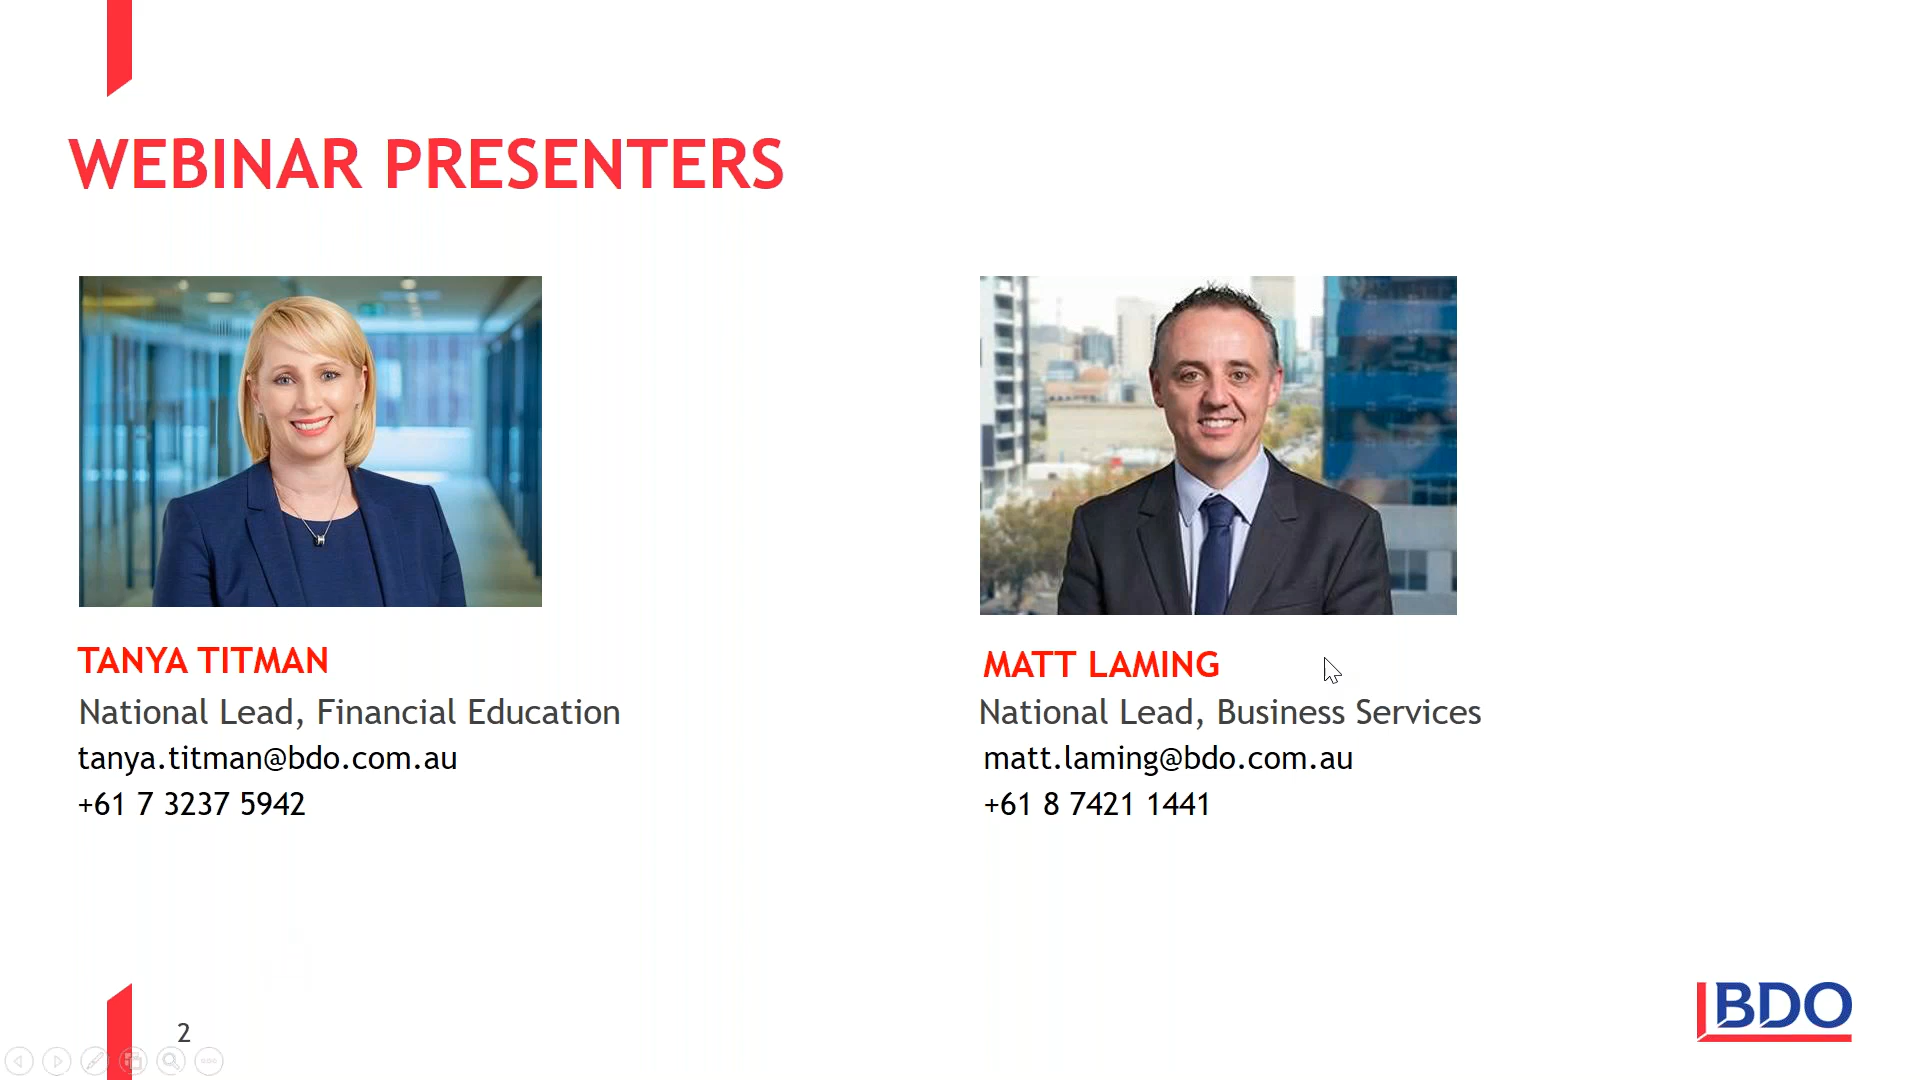 WEBINAR PRESENTERS
TANYA TITMAN
National Lead, Financial Education
tanya.titman@bdo.com.au
+61 7 3237 5942
MATT LAMING
National Lead, Business Services
matt.laming@bdo.com.au
+61 8 7421 1441
2
BDO